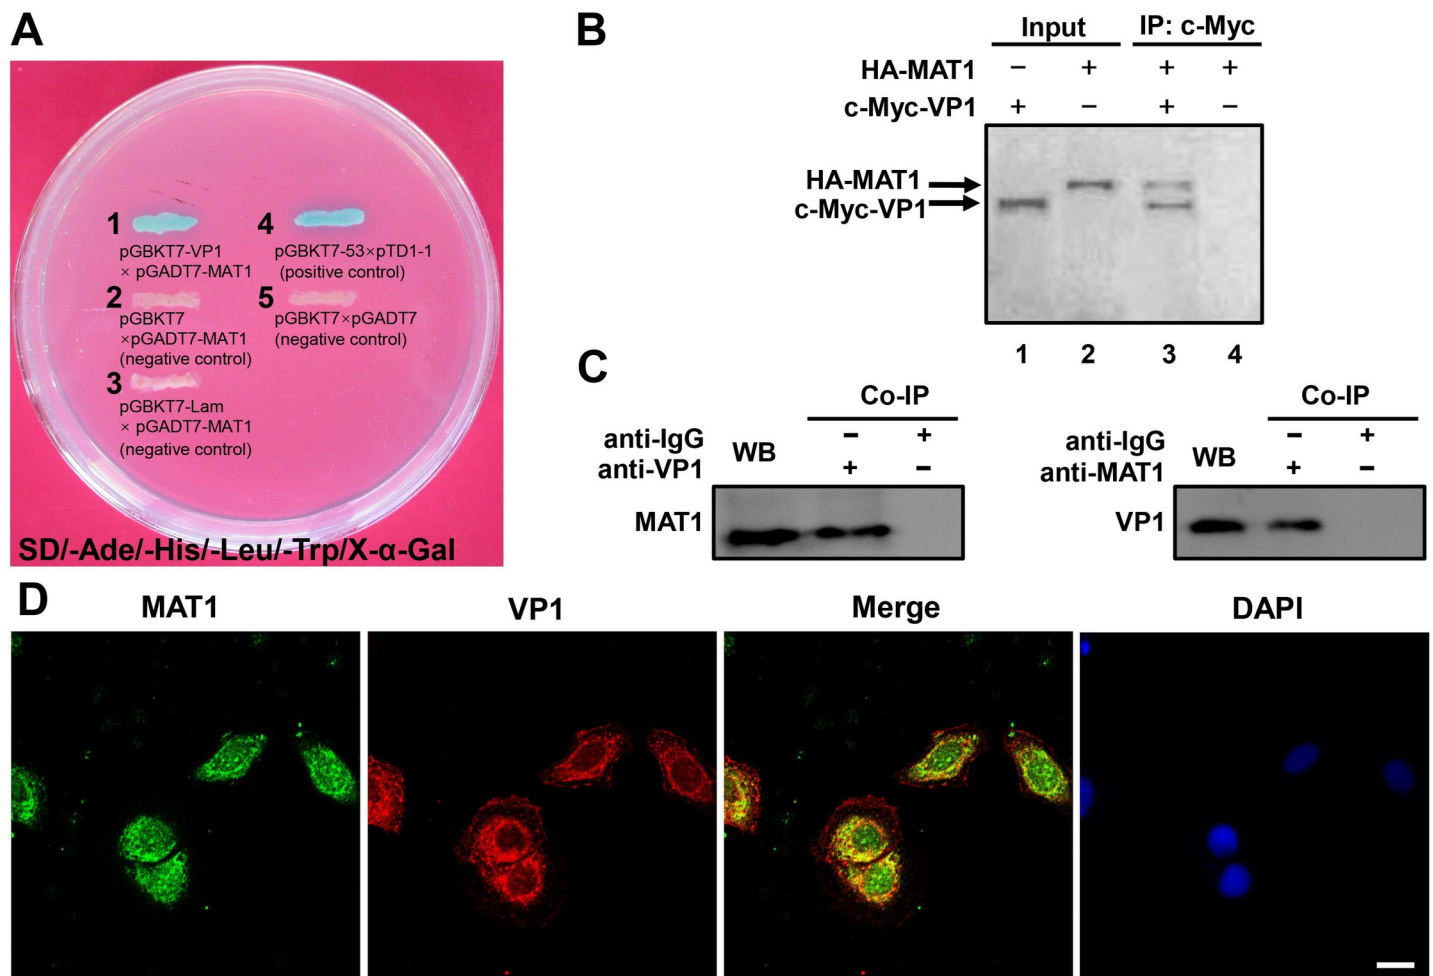 A
1
pGBKT7-VP1
× pGADT7-MAT1
2
pGBKT7
×pGADT7-MAT1
(negative control)
3
pGBKT7-Lam
× pGADT7-MAT1
(negative control)
4
pGBKT7-53×pTD1-1
(positive control)
5
pGBKT7×pGADT7
(negative control)
SD/-Ade/-His/-Leu/-Trp/X-α-Gal
B
Input IP: c-Myc
HA-MAT1 − + + +
c-Myc-VP1 + − + −
HA-MAT1
c-Myc-VP1
1 2 3 4
C
Co-IP
anti-IgG − +
anti-VP1 + −
WB
MAT1
Co-IP
anti-IgG − +
anti-MAT1 + −
WB
VP1
D
MAT1 VP1 Merge DAPI